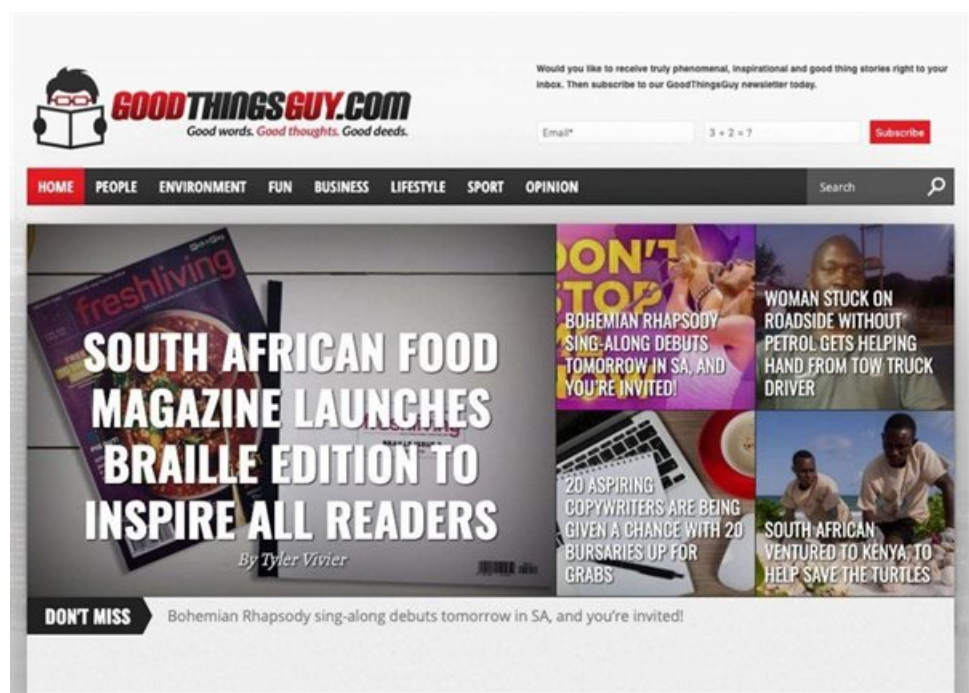 Would you like to receive truly phenomenal, inspirational and good thing stories right to your
inbox. Then subscribe to our GoodThingsGuy newsletter today.
GOODTHINGSGUY.COM
Good words. Good thoughts. Good deeds.
Email*
3 + 2 = ?
Subscribe
HOME PEOPLE ENVIRONMENT FUN BUSINESS LIFESTYLE SPORT OPINION
Search
freshliving
FREE
SOUTH AFRICAN FOOD
MAGAZINE LAUNCHES
BRAILLE EDITION TO
INSPIRE ALL READERS
By Tyler Vivier
freshliving
DON'T
STOP
BOHEMIAN RHAPSODY
SING-ALONG DEBUTS
TOMORROW IN SA, AND
YOU'RE INVITED!
WOMAN STUCK ON
ROADSIDE WITHOUT
PETROL GETS HELPING
HAND FROM TOW TRUCK
DRIVER
20 ASPIRING
COPYWRITERS ARE BEING
GIVEN A CHANCE WITH 20
BURSARIES UP FOR
GRABS
SOUTH AFRICAN
VENTURED TO KENYA, TO
HELP SAVE THE TURTLES
DON'T MISS
Bohemian Rhapsody sing-along debuts tomorrow in SA, and you're invited!